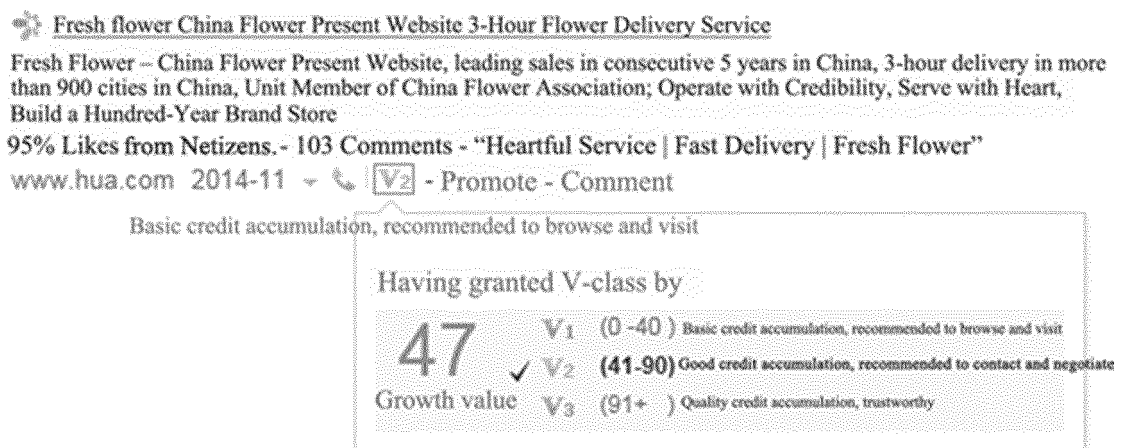 Fresh flower China Flower Present Website 3-Hour Flower Delivery Service
Fresh Flower – China Flower Present Website, leading sales in consecutive 5 years in China, 3-hour delivery in more
than 900 cities in China, Unit Member of China Flower Association; Operate with Credibility, Serve with Heart,
Build a Hundred-Year Brand Store
95% Likes from Netizens. - 103 Comments - “Heartful Service | Fast Delivery | Fresh Flower”
www.hua.com 2014-11 V2 - Promote - Comment
Basic credit accumulation, recommended to browse and visit
Having granted V-class by
47
Growth value
V1 (0 -40 ) Basic credit accumulation, recommended to browse and visit
✓ V2 (41-90) Good credit accumulation, recommended to contact and negotiate
V3 (91+ ) Quality credit accumulation, trustworthy